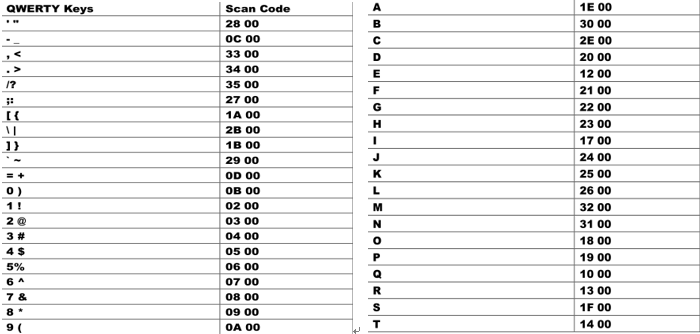 QWERTY Keys Scan Code
' " 28 00
- _ 0C 00
, < 33 00
. > 34 00
/? 35 00
;: 27 00
[ { 1A 00
\ | 2B 00
] } 1B 00
` ~ 29 00
= + 0D 00
0 ) 0B 00
1 ! 02 00
2 @ 03 00
3 # 04 00
4 $ 05 00
5% 06 00
6 ^ 07 00
7 & 08 00
8 * 09 00
9 ( 0A 00
A 1E 00
B 30 00
C 2E 00
D 20 00
E 12 00
F 21 00
G 22 00
H 23 00
I 17 00
J 24 00
K 25 00
L 26 00
M 32 00
N 31 00
O 18 00
P 19 00
Q 10 00
R 13 00
S 1F 00
T 14 00